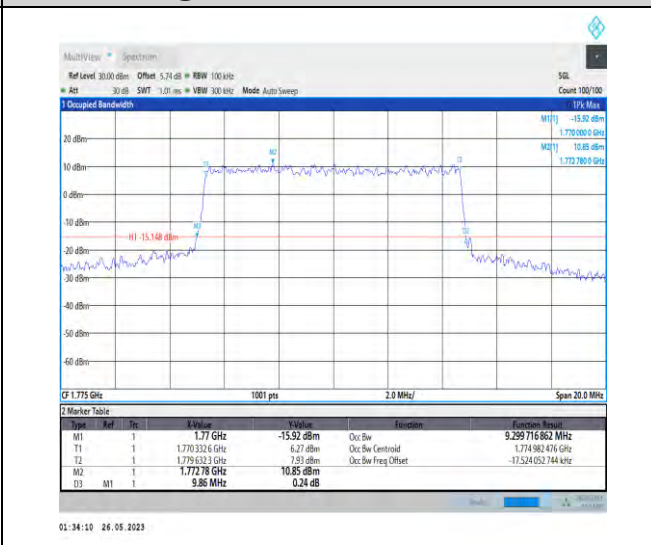 MultiView Spectrum
Ref Level 30.00 dBm Offset 5.74 dB RBW 100 kHz SGL
Att 30 dB SWT 1.01 ms VBW 300 kHz Mode Auto Sweep Count 100/100
1 Occupied Bandwidth 1Pk Max
M1[1] -15.92 dBm
1.770 000 0 GHz
M2[1] 10.85 dBm
1.772 780 0 GHz
20 dBm
M2
10 dBm
0 dBm
-10 dBm
H1 -15.148 dBm
-20 dBm
-30 dBm
-40 dBm
-50 dBm
-60 dBm
CF 1.775 GHz 1001 pts 2.0 MHz/ Span 20.0 MHz
2 Marker Table
Type Ref Trc X-Value Y-Value Function Function Result
M1 1 1.77 GHz -15.92 dBm Occ Bw 9.299 716 862 MHz
T1 1 1.770 332 6 GHz 6.27 dBm Occ Bw Centroid 1.774 982 476 GHz
T2 1 1.779 632 3 GHz 7.93 dBm Occ Bw Freq Offset -17.524 052 744 kHz
M2 1 1.772 78 GHz 10.85 dBm
D3 M1 1 9.86 MHz 0.24 dB
01:34:10 26.05.2023